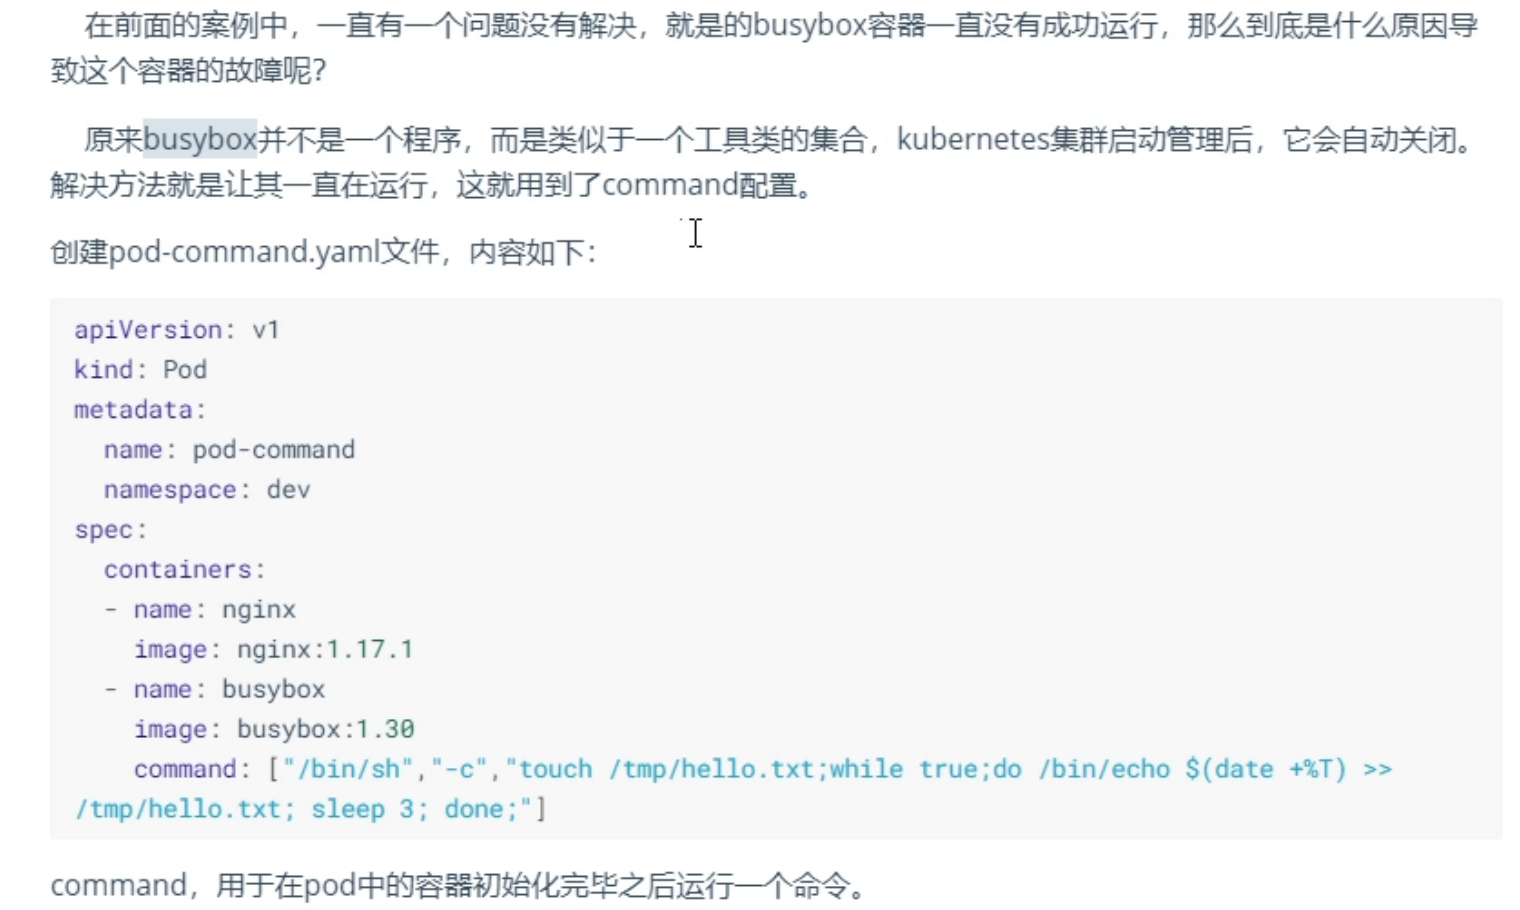 在前面的案例中，一直有一个问题没有解决，就是的busybox容器一直没有成功运行，那么到底是什么原因导
致这个容器的故障呢？
原来busybox并不是一个程序，而是类似于一个工具类的集合，kubernetes集群启动管理后，它会自动关闭。
解决方法就是让其一直在运行，这就用到了command配置。
创建pod-command.yaml文件，内容如下：
apiVersion: v1
kind: Pod
metadata:
  name: pod-command
  namespace: dev
spec:
  containers:
  - name: nginx
    image: nginx:1.17.1
  - name: busybox
    image: busybox:1.30
    command: ["/bin/sh","-c","touch /tmp/hello.txt;while true;do /bin/echo $(date +%T) >>
/tmp/hello.txt; sleep 3; done;"]
command，用于在pod中的容器初始化完毕之后运行一个命令。